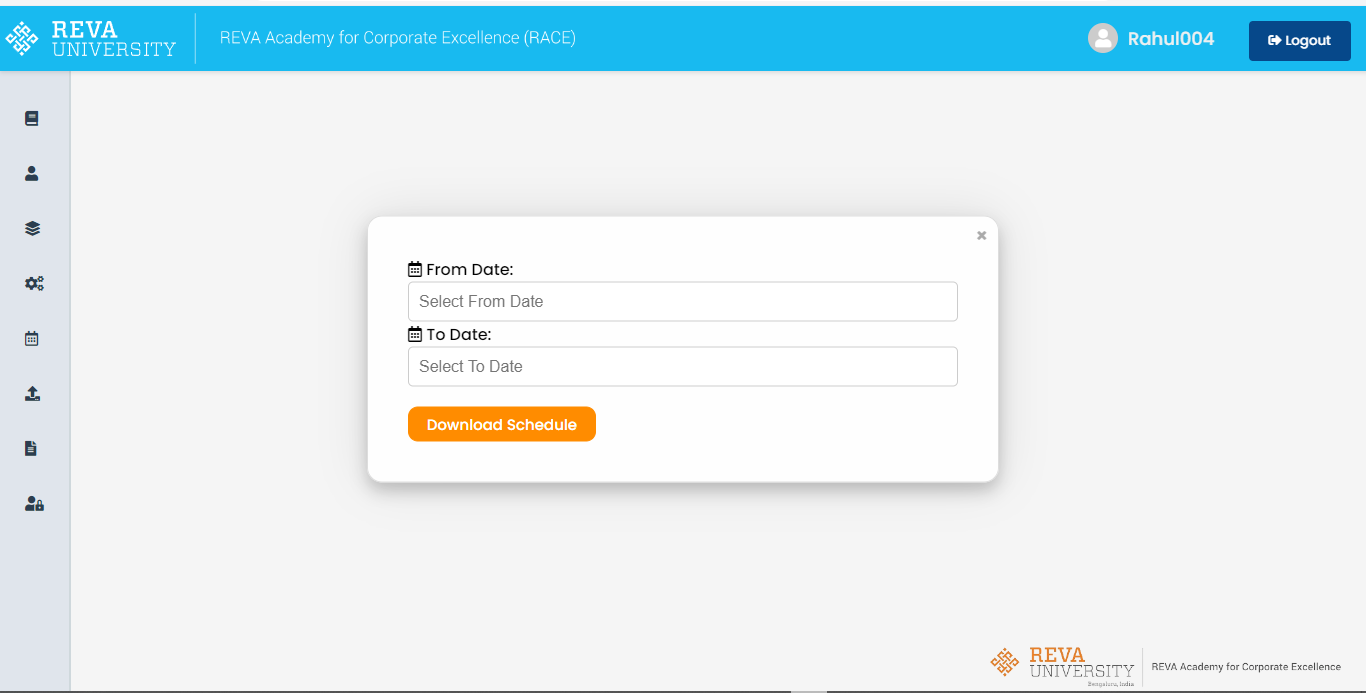 REVA
UNIVERSITY
REVA Academy for Corporate Excellence (RACE)
Rahul004
Logout
From Date:
Select From Date
To Date:
Select To Date
Download Schedule
REVA
UNIVERSITY
Bengaluru, India
REVA Academy for Corporate Excellence